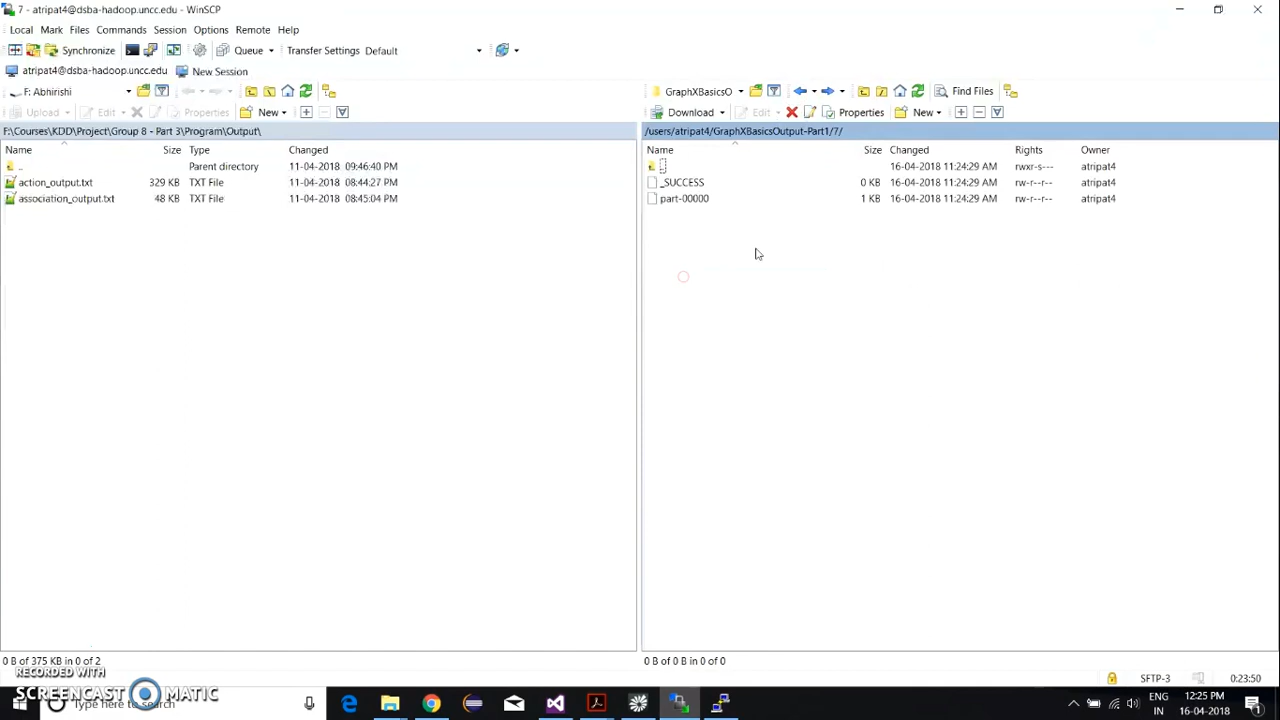 7 - atripat4@dsba-hadoop.uncc.edu - WinSCP
Local Mark Files Commands Session Options Remote Help
Synchronize Queue Transfer Settings Default
atripat4@dsba-hadoop.uncc.edu New Session
F: Abhirishi GraphXBasicsO Find Files
Upload Edit Properties New Download Edit Properties New
F:\Courses\KDD\Project\Group 8 - Part 3\Program\Output\ /users/atripat4/GraphXBasicsOutput-Part1/7/
Name Size Type Changed Name Size Changed Rights Owner
.. Parent directory 11-04-2018 09:46:40 PM 16-04-2018 11:24:29 AM rwxr-s--- atripat4
action_output.txt 329 KB TXT File 11-04-2018 08:44:27 PM _SUCCESS 0 KB 16-04-2018 11:24:29 AM rw-r--r-- atripat4
association_output.txt 48 KB TXT File 11-04-2018 08:45:04 PM part-00000 1 KB 16-04-2018 11:24:29 AM rw-r--r-- atripat4
0 B of 375 KB in 0 of 2 0 B of 0 B in 0 of 0
RECORDED WITH
SFTP-3 0:23:50
SCREENCAST MATIC
Type here to search
ENG 12:25 PM
IN 16-04-2018